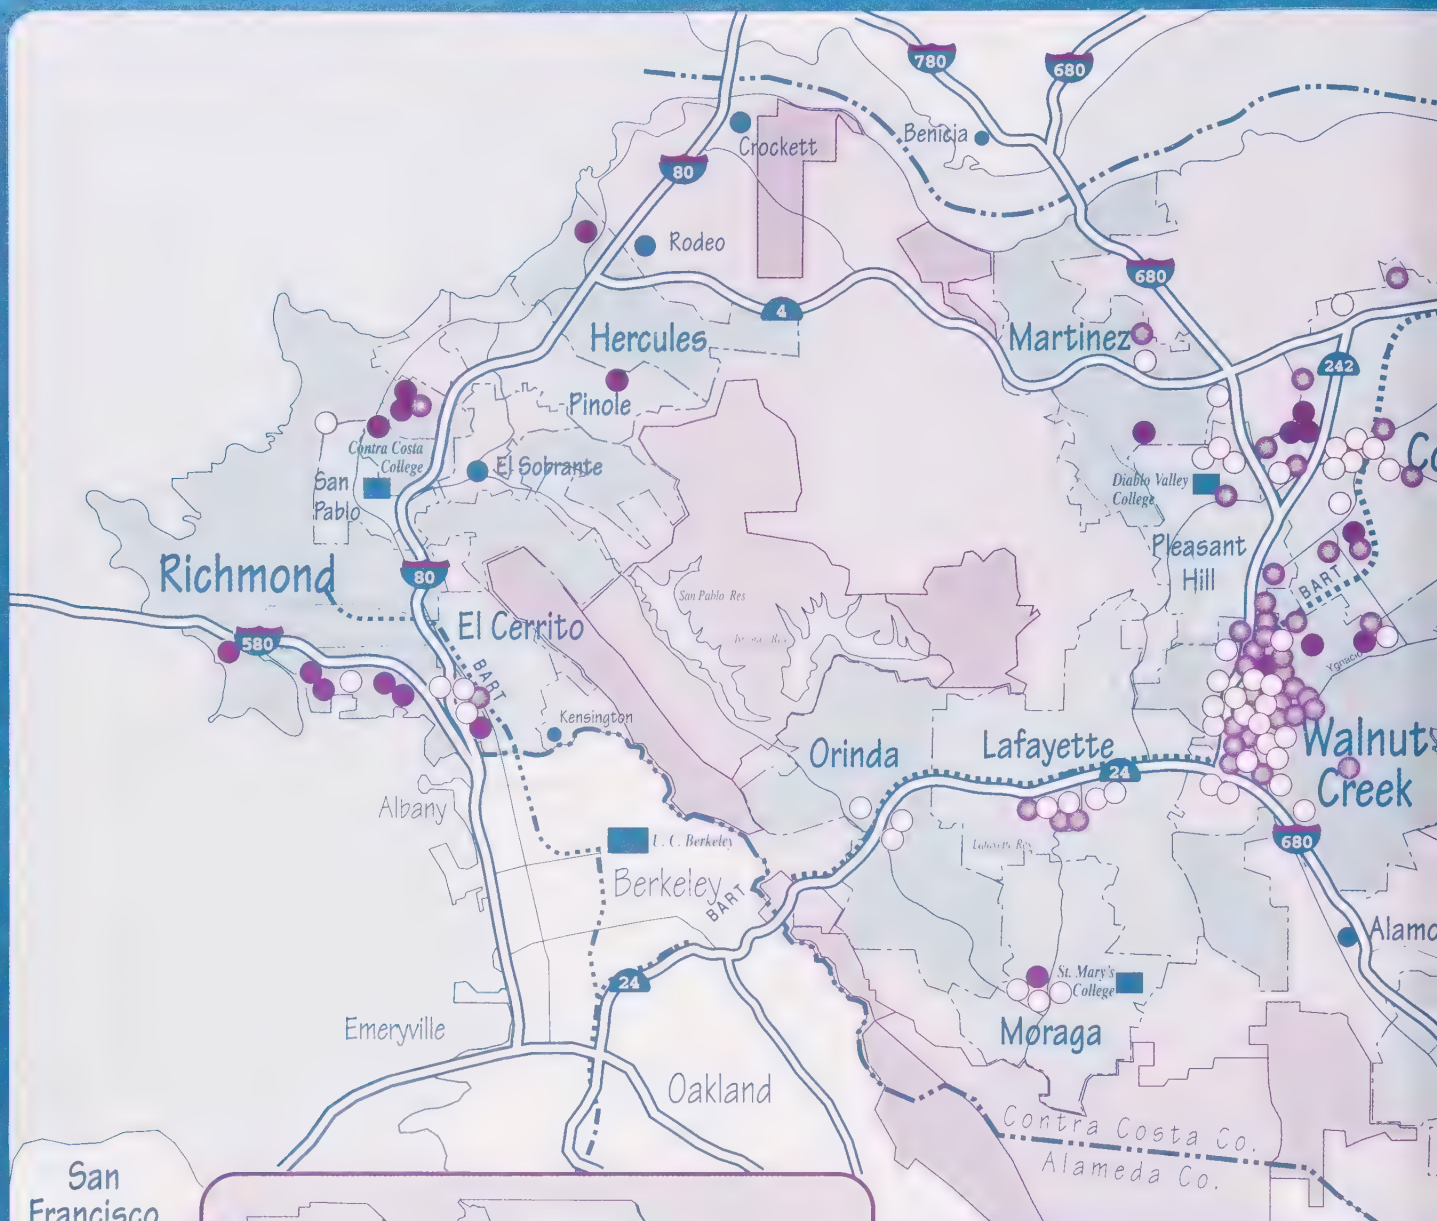 780
680
Benicia
Crockett
80
Rodeo
680
4
Hercules
Martinez
242
Pinole
Contra Costa
College
El Sobrante
San
Pablo
Diablo Valley
College
Co
Pleasant
Hill
Richmond
80
BART
San Pablo Res
El Cerrito
580
BART
Ygnacio
Kensington
Orinda
Lafayette
24
Walnut
Creek
Albany
U. C. Berkeley
Lafayette Res
680
Berkeley
BART
Alamo
24
St. Mary's
College
Emeryville
Moraga
Oakland
Contra Costa Co.
Alameda Co.
San
Francisco